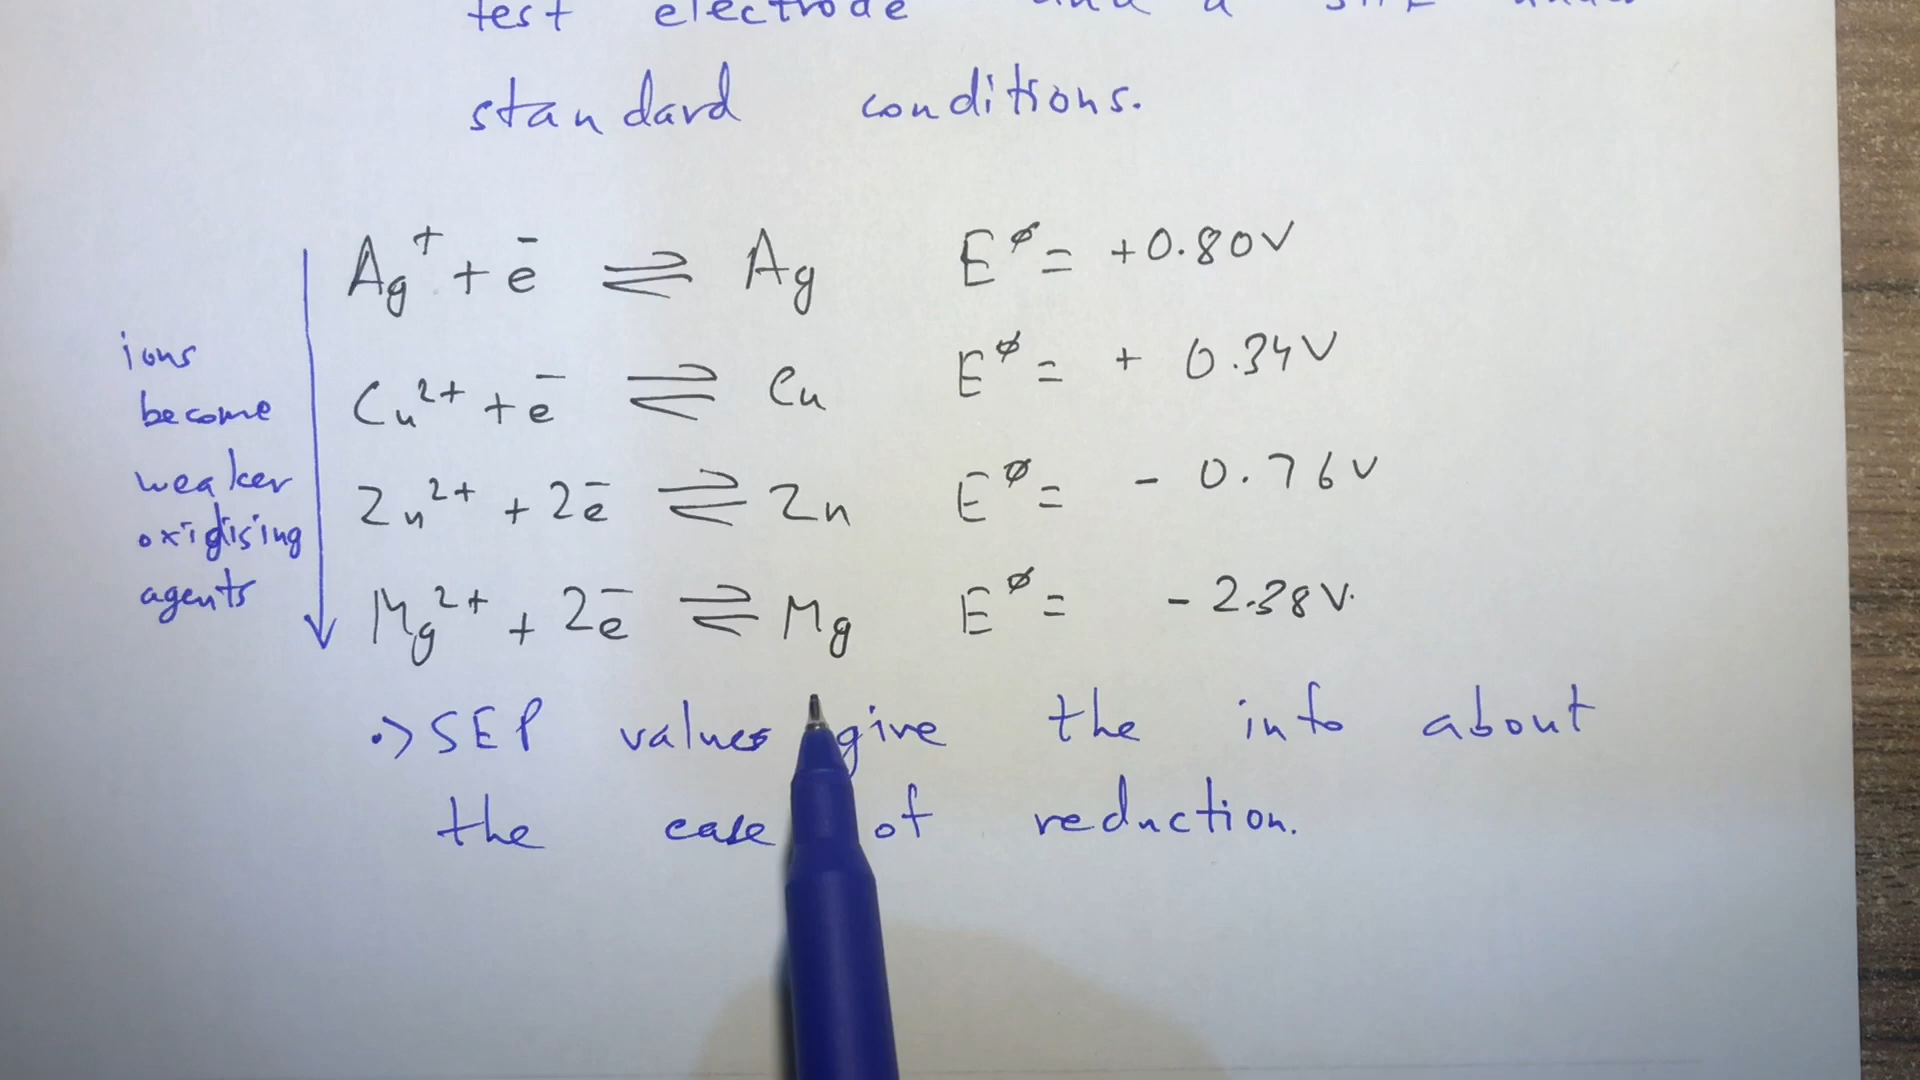 test electrode and a
standard conditions.
Ag⁺ + e⁻ ⇌ Ag E^ø = +0.80V
Cu²⁺ + e⁻ ⇌ Cu E^ø = + 0.34V
Zn²⁺ + 2e⁻ ⇌ Zn E^ø = - 0.76V
Mg²⁺ + 2e⁻ ⇌ Mg E^ø = - 2.38V.
ions
become
weaker
oxidising
agents
•> SEP values give the info about
the ease of reduction.